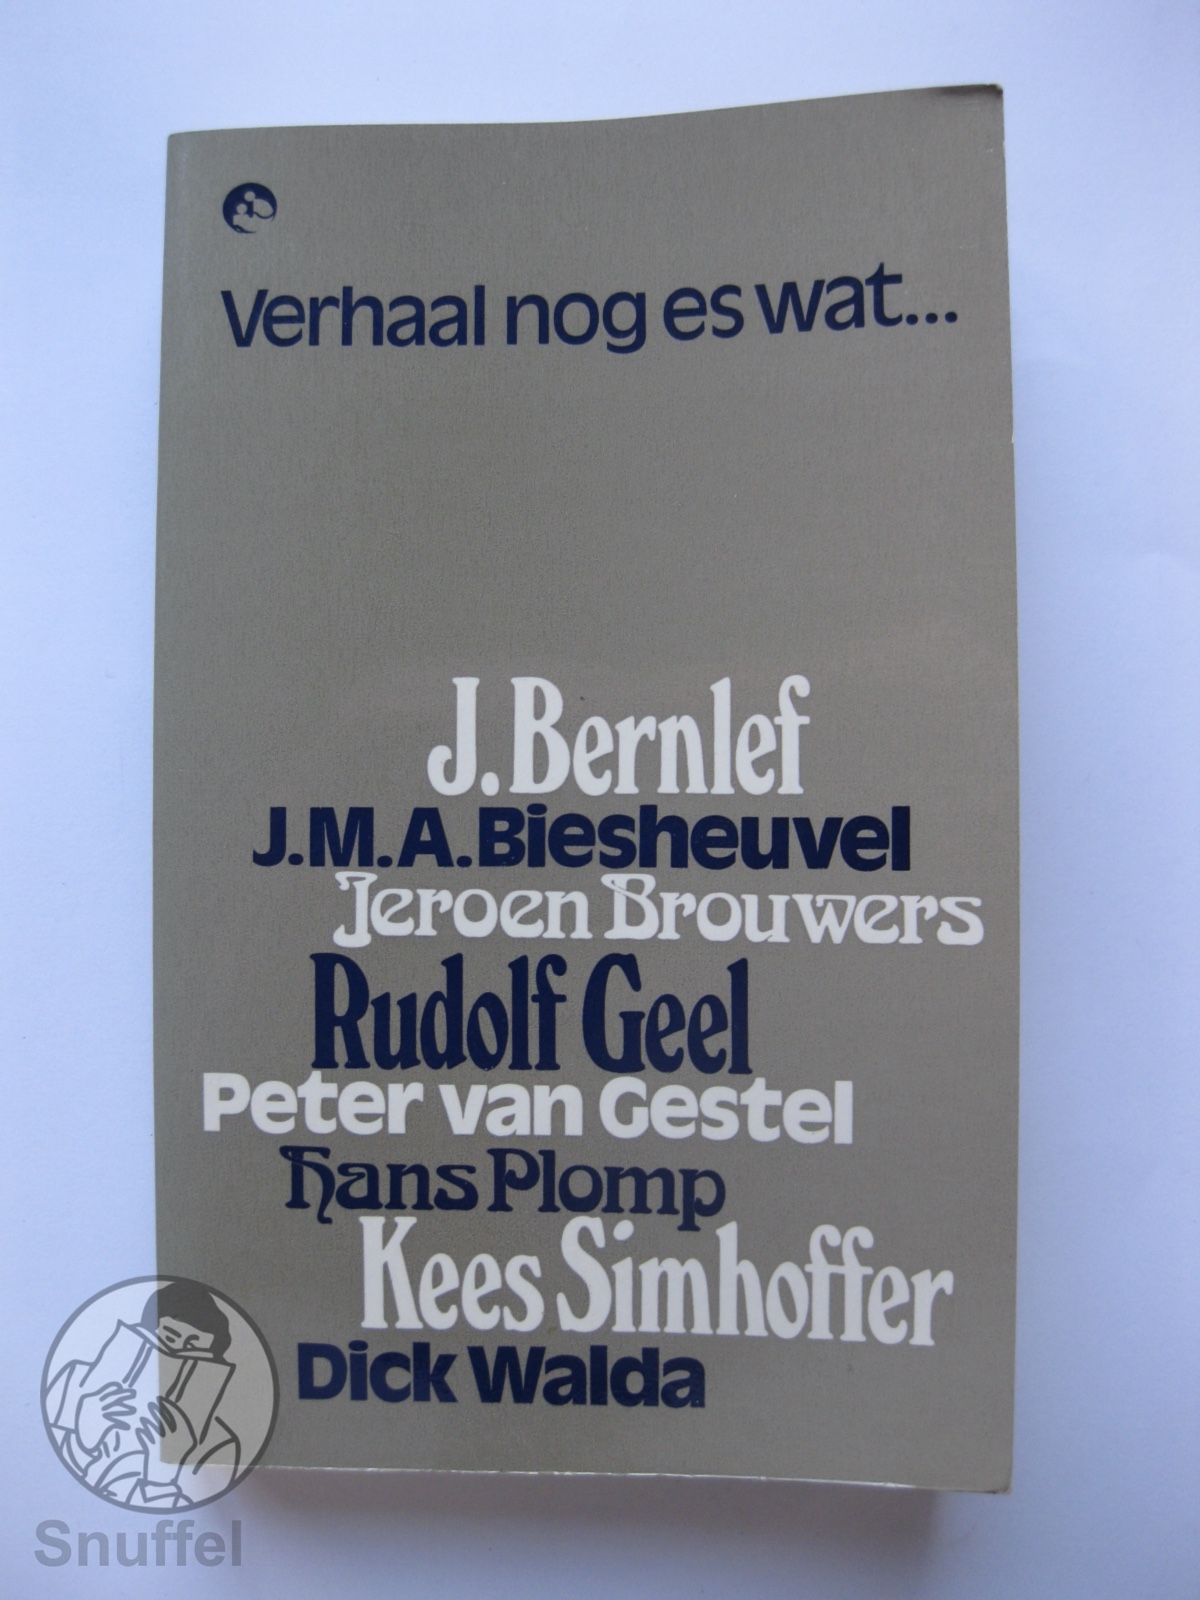 Verhaal nog es wat...
J. Bernlef
J.M.A. Biesheuvel
Jeroen Brouwers
Rudolf Geel
Peter van Gestel
Hans Plomp
Kees Simhoffer
Dick Walda
Snuffel